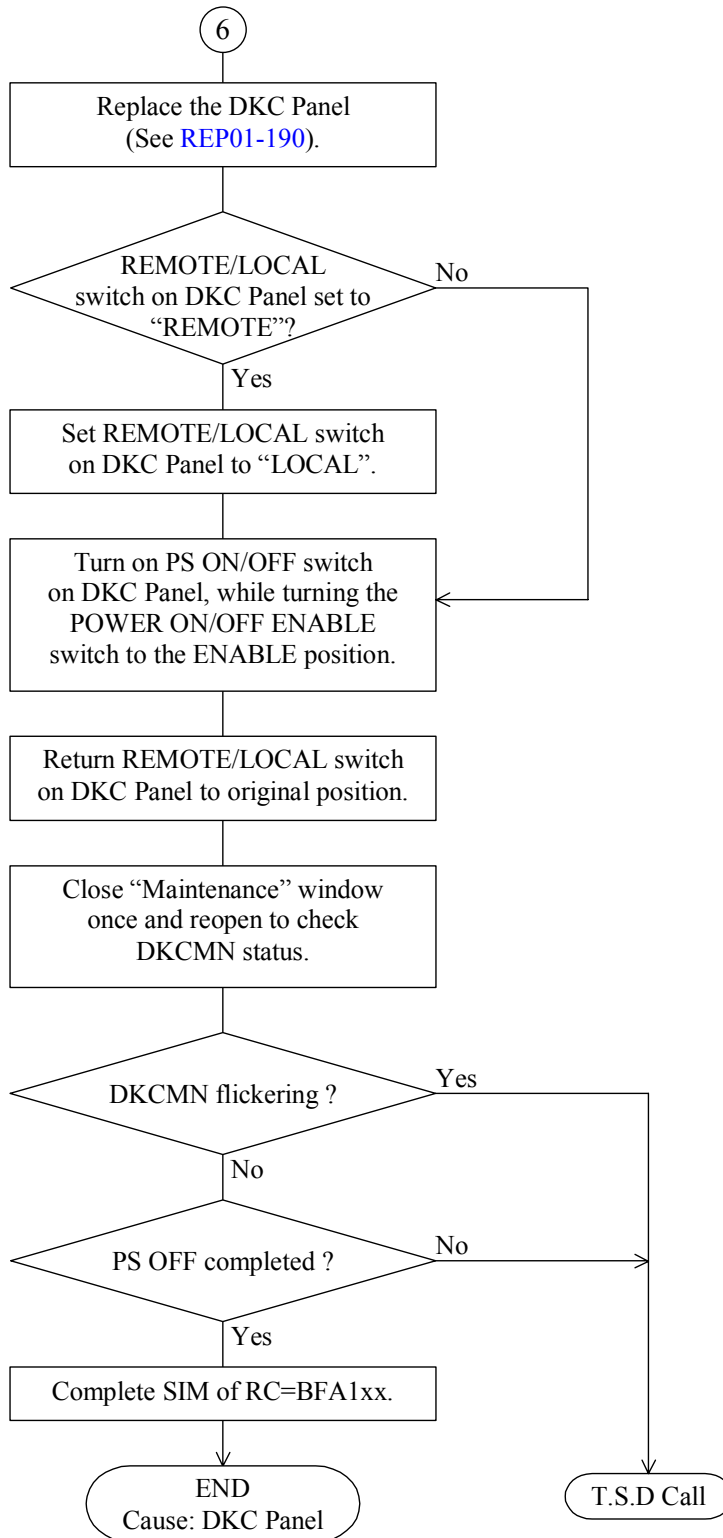 6
Replace the DKC Panel
(See REP01-190).
REMOTE/LOCAL
switch on DKC Panel set to
“REMOTE”?
No
Yes
Set REMOTE/LOCAL switch
on DKC Panel to “LOCAL”.
Turn on PS ON/OFF switch
on DKC Panel, while turning the
POWER ON/OFF ENABLE
switch to the ENABLE position.
Return REMOTE/LOCAL switch
on DKC Panel to original position.
Close “Maintenance” window
once and reopen to check
DKCMN status.
DKCMN flickering ?
Yes
No
PS OFF completed ?
No
Yes
Complete SIM of RC=BFA1xx.
END
Cause: DKC Panel
T.S.D Call